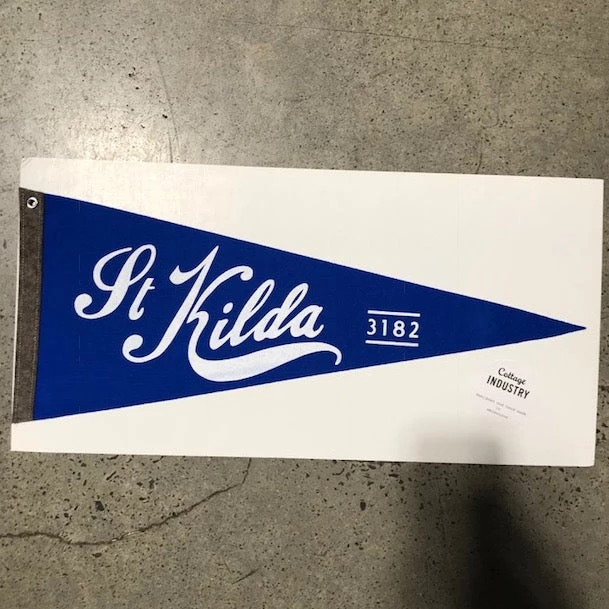 St Kilda
3182
Cottage
INDUSTRY